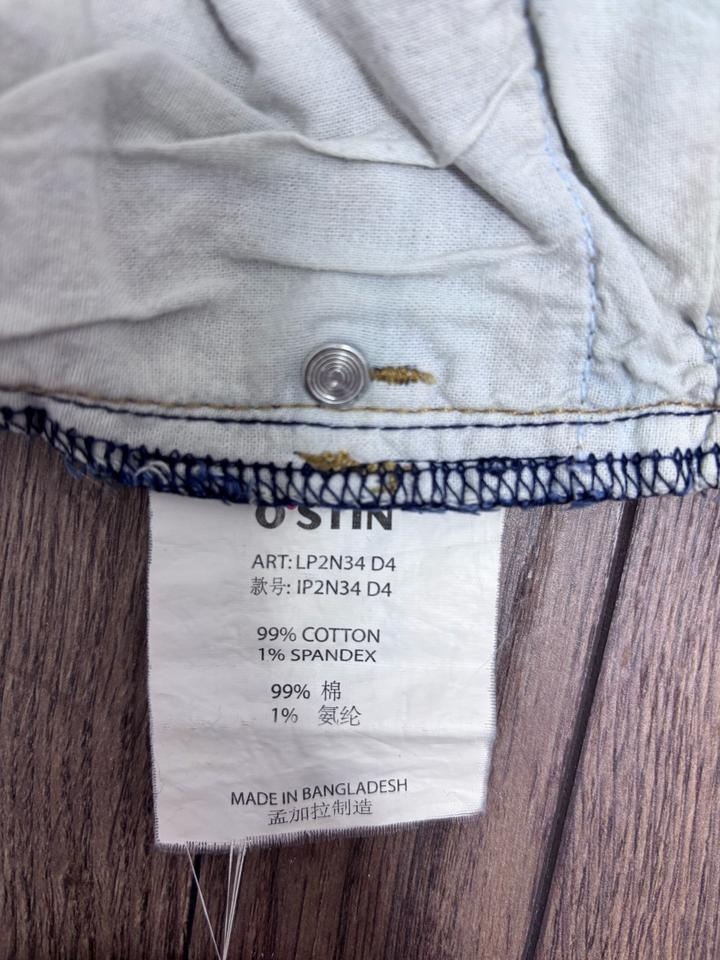 O'STIN
ART: LP2N34 D4
款号: IP2N34 D4
99% COTTON
1% SPANDEX
99% 棉
1% 氨纶
MADE IN BANGLADESH
孟加拉制造